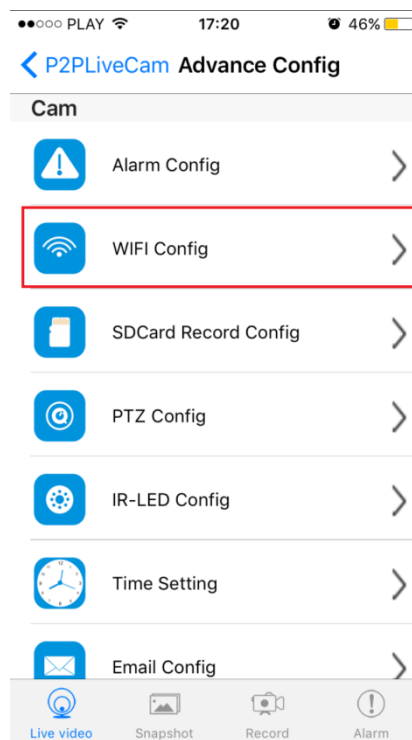 PLAY 17:20 46%
P2PLiveCam Advance Config
Cam
Alarm Config
WIFI Config
SDCard Record Config
PTZ Config
IR-LED Config
Time Setting
Email Config
Live video Snapshot Record Alarm